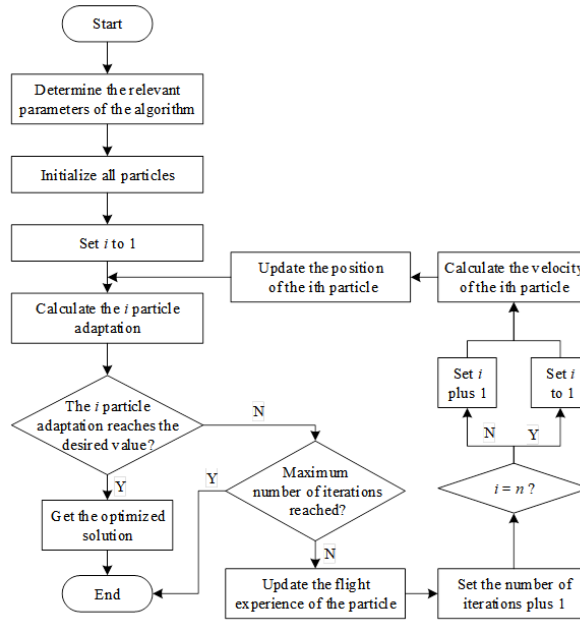 Start
Determine the relevant
parameters of the algorithm
Initialize all particles
Set i to 1
Update the position
of the ith particle
Calculate the velocity
of the ith particle
Calculate the i particle
adaptation
Set i
plus 1
Set i
to 1
The i particle
adaptation reaches the
desired value?
N
N
Y
Y
Maximum
number of iterations
reached?
i = n ?
Y
Get the optimized
solution
N
End
Update the flight
experience of the particle
Set the number of
iterations plus 1